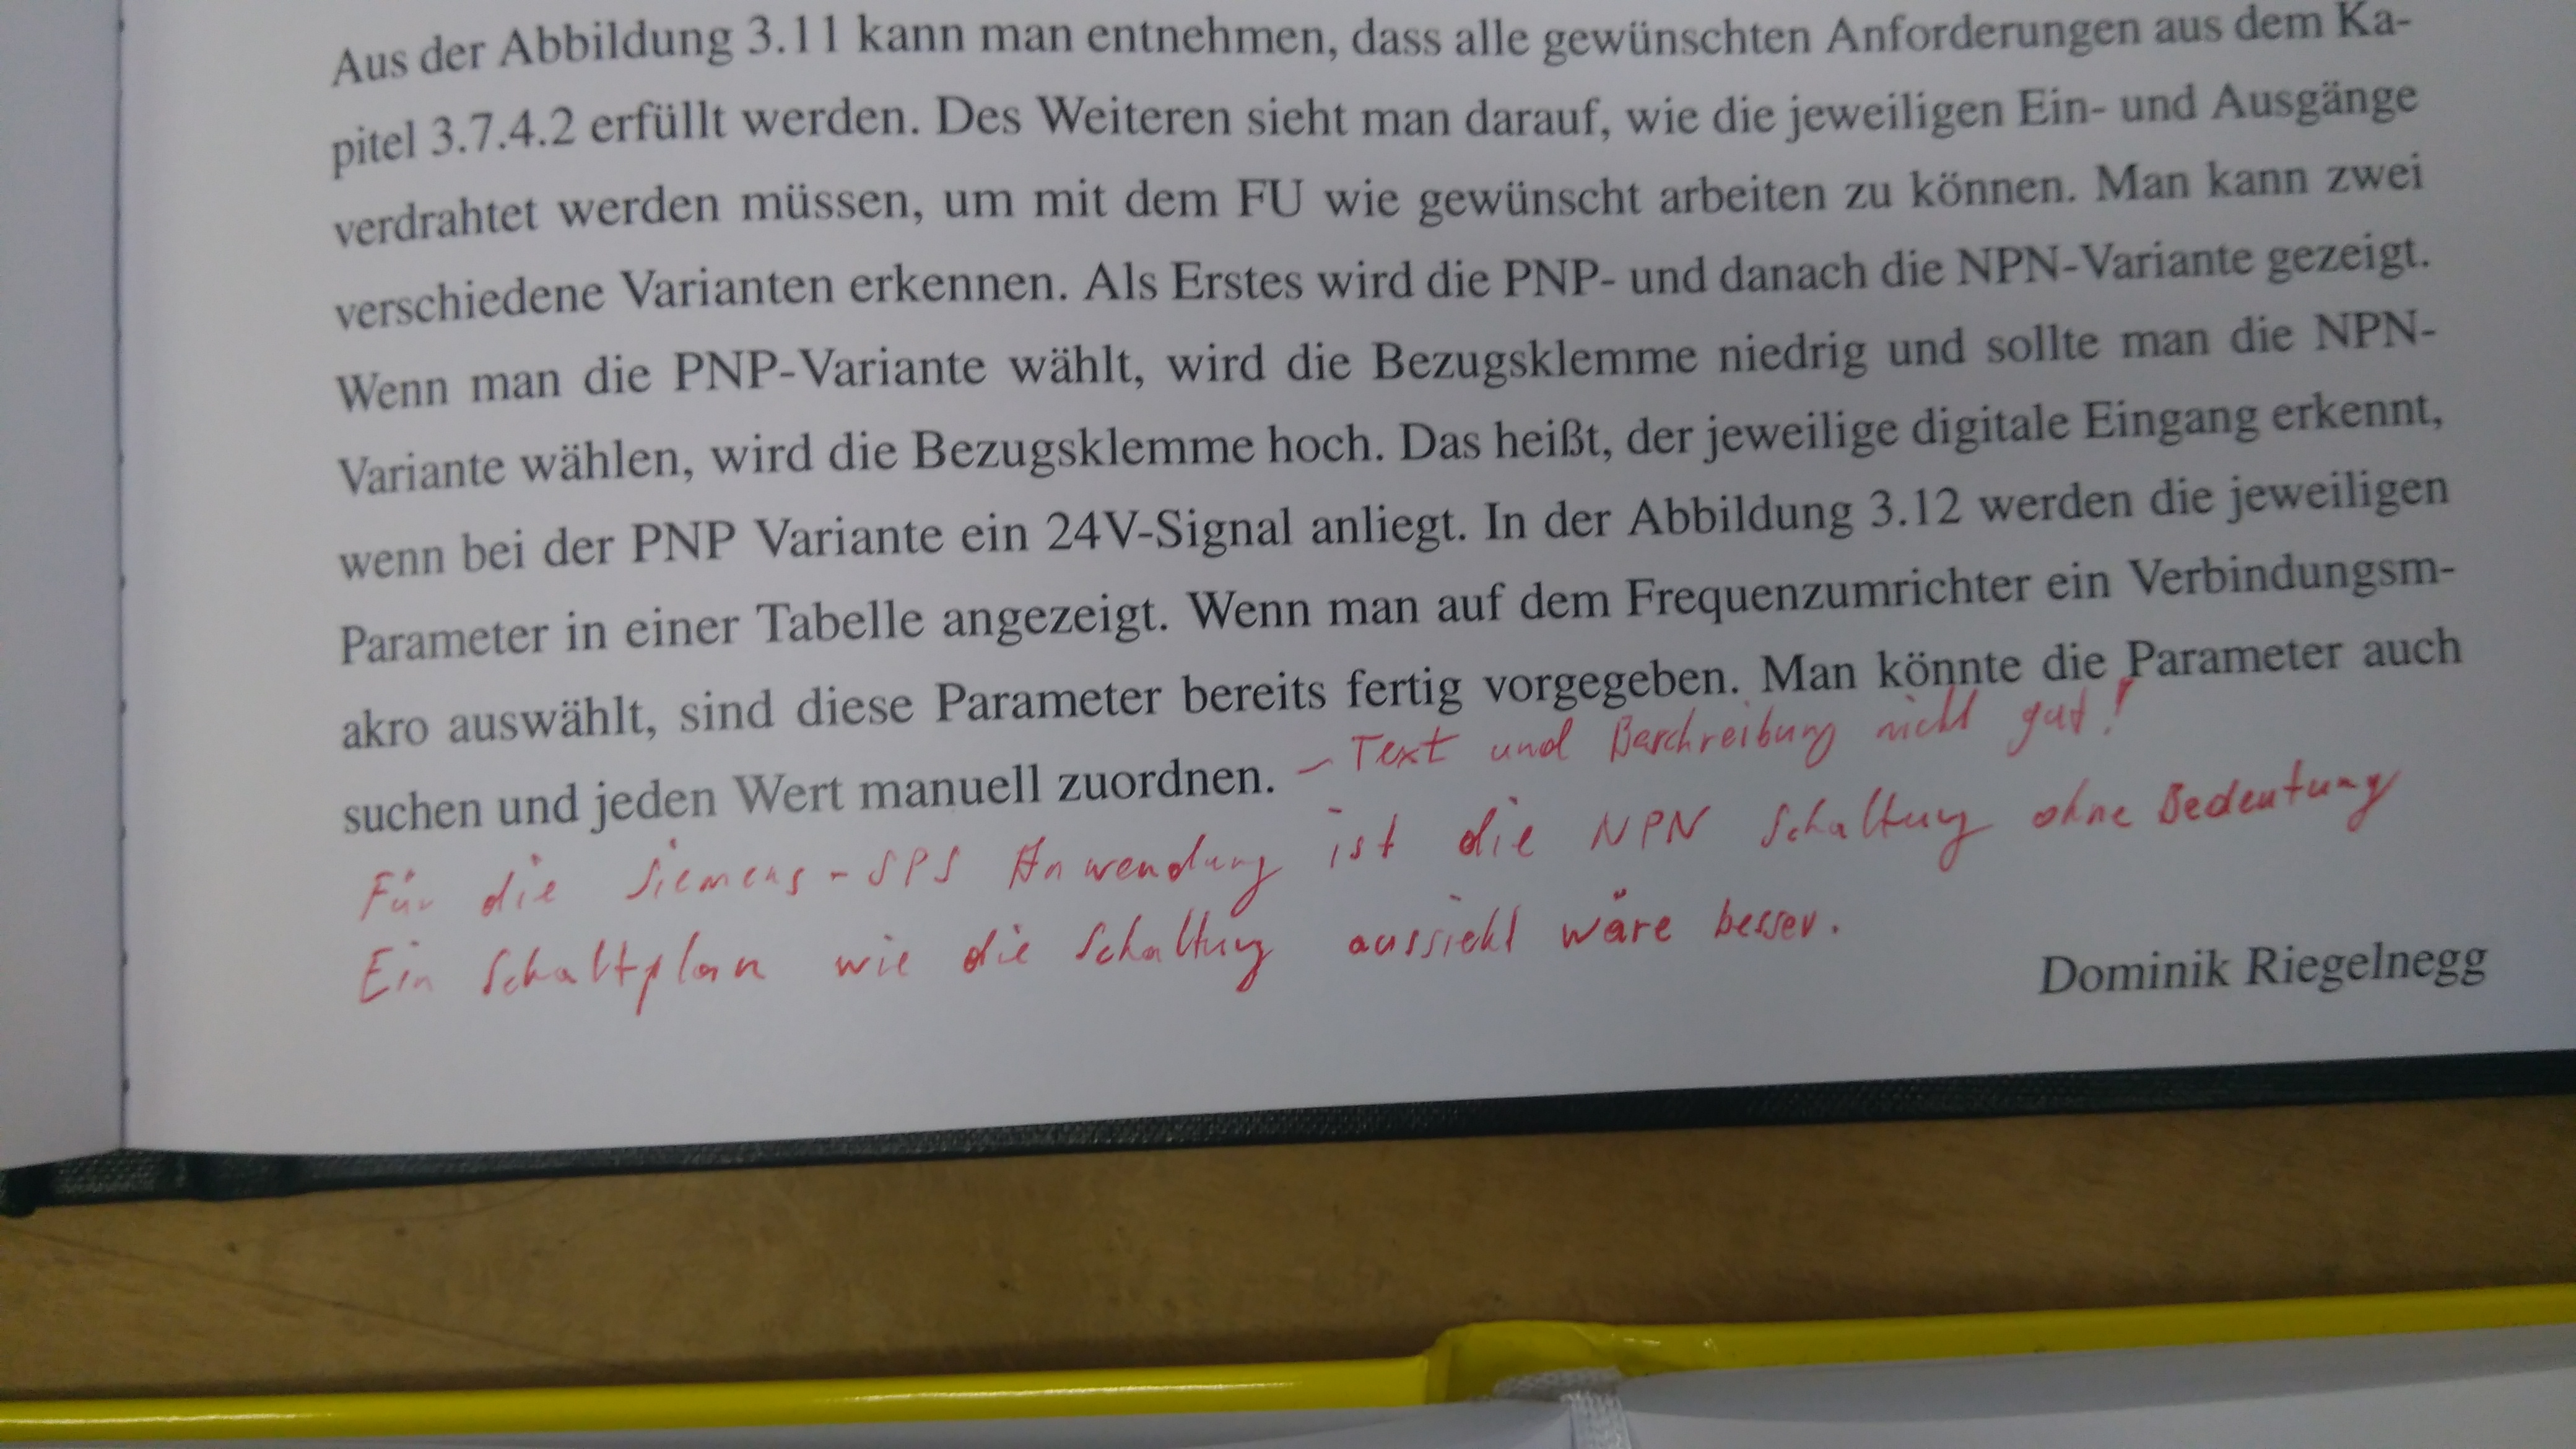 Aus der Abbildung 3.11 kann man entnehmen, dass alle gewünschten Anforderungen aus dem Ka-
pitel 3.7.4.2 erfüllt werden. Des Weiteren sieht man darauf, wie die jeweiligen Ein- und Ausgänge
verdrahtet werden müssen, um mit dem FU wie gewünscht arbeiten zu können. Man kann zwei
verschiedene Varianten erkennen. Als Erstes wird die PNP- und danach die NPN-Variante gezeigt.
Wenn man die PNP-Variante wählt, wird die Bezugsklemme niedrig und sollte man die NPN-
Variante wählen, wird die Bezugsklemme hoch. Das heißt, der jeweilige digitale Eingang erkennt,
wenn bei der PNP Variante ein 24V-Signal anliegt. In der Abbildung 3.12 werden die jeweiligen
Parameter in einer Tabelle angezeigt. Wenn man auf dem Frequenzumrichter ein Verbindungsm-
akro auswählt, sind diese Parameter bereits fertig vorgegeben. Man könnte die Parameter auch
suchen und jeden Wert manuell zuordnen. – Text und Beschreibung nicht gut!
Für die Siemens-SPS Anwendung ist die NPN Schaltung ohne Bedeutung
Ein Schaltplan wie die Schaltung aussieht wäre besser.
Dominik Riegelnegg